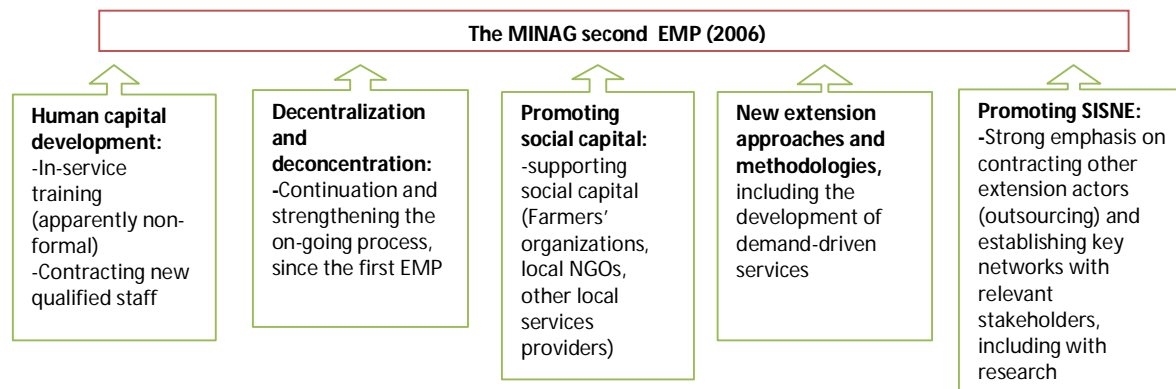 The MINAG second EMP (2006)
Human capital
development:
-In-service
training
(apparently non-
formal)
-Contracting new
qualified staff
Decentralization
and
deconcentration:
-Continuation and
strengthening the
on-going process,
since the first EMP
Promoting
social capital:
-supporting
social capital
(Farmers’
organizations,
local NGOs,
other local
services
providers)
New extension
approaches and
methodologies,
including the
development of
demand-driven
services
Promoting SISNE:
-Strong emphasis on
contracting other
extension actors
(outsourcing) and
establishing key
networks with
relevant
stakeholders,
including with
research